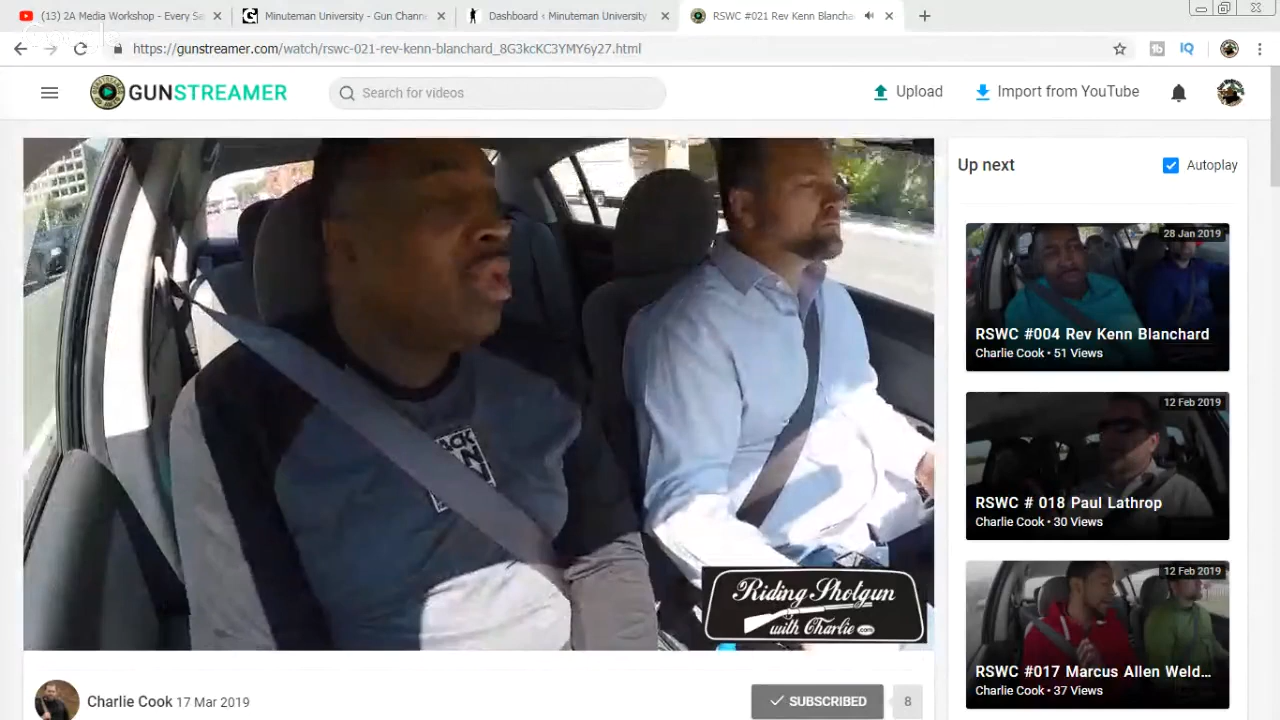 (13) 2A Media Workshop - Every Sa
Minuteman University - Gun Chann
Dashboard ‹ Minuteman University
RSWC #021 Rev Kenn Blancha
https://gunstreamer.com/watch/rswc-021-rev-kenn-blanchard_8G3kcKC3YMY6y27.html
GUNSTREAMER
Search for videos
Upload
Import from YouTube
Up next
Autoplay
28 Jan 2019
RSWC #004 Rev Kenn Blanchard
Charlie Cook • 51 Views
12 Feb 2019
RSWC # 018 Paul Lathrop
Charlie Cook • 30 Views
12 Feb 2019
RSWC #017 Marcus Allen Weld...
Charlie Cook • 37 Views
Riding Shotgun
with Charlie.com
Charlie Cook 17 Mar 2019
SUBSCRIBED
8